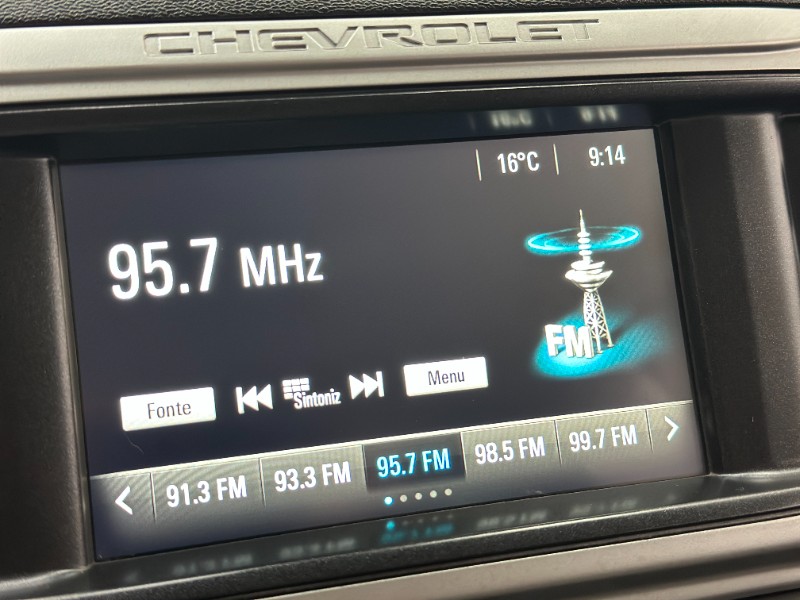 CHEVROLET
16°C 9:14
95.7 MHz
FM
Fonte Sintoniz Menu
91.3 FM 93.3 FM 95.7 FM 98.5 FM 99.7 FM